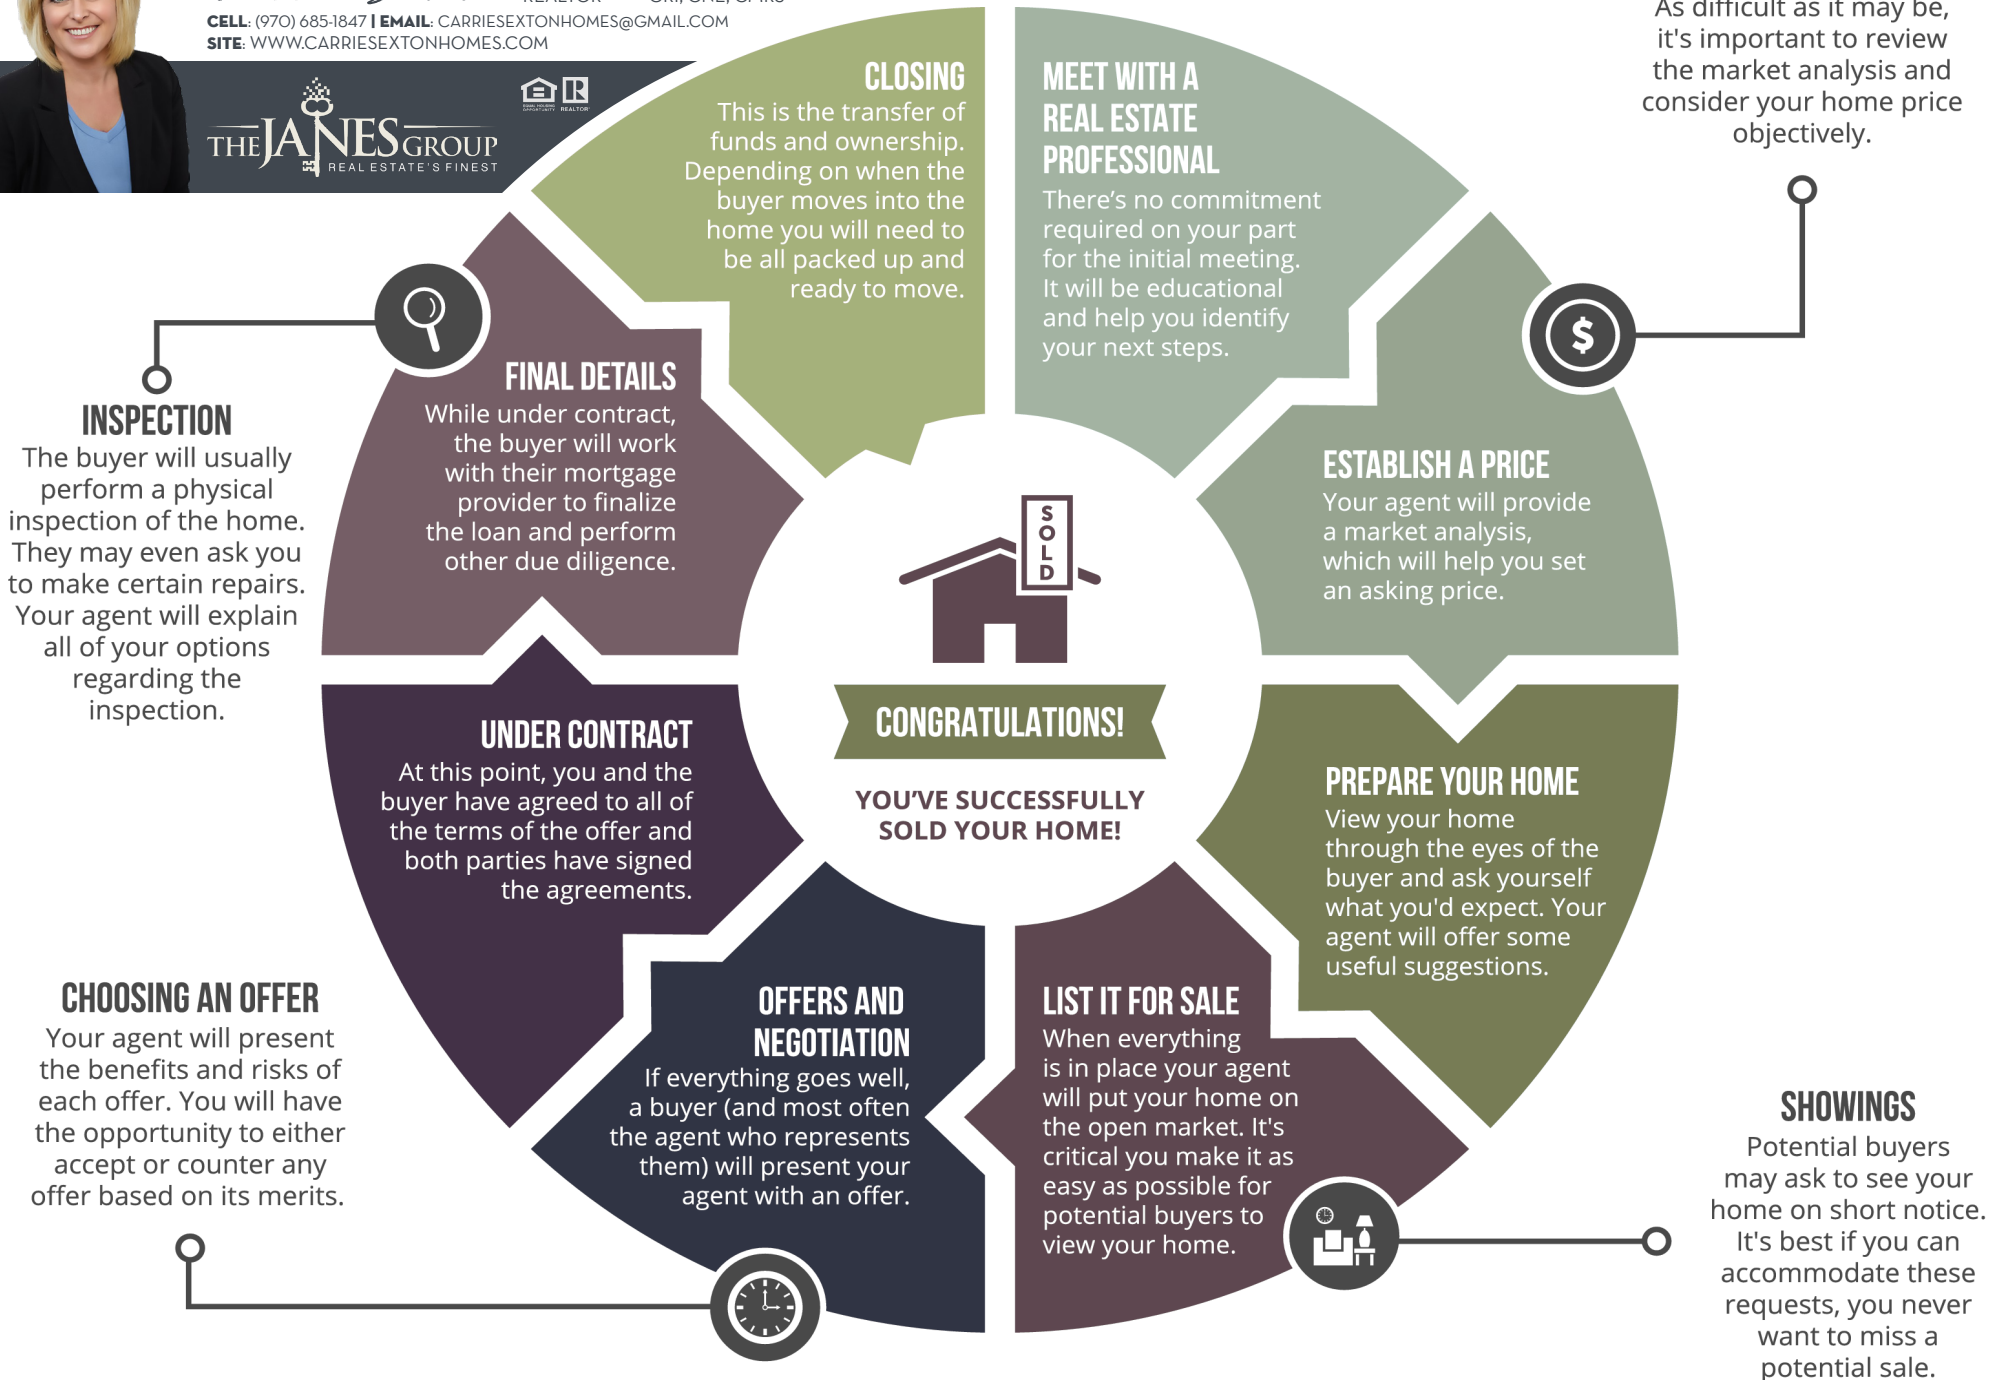 CELL: (970) 685-1847 | EMAIL: CARRIESEXTONHOMES@GMAIL.COM
SITE: WWW.CARRIESEXTONHOMES.COM
THE JANES GROUP
REAL ESTATE'S FINEST
EQUAL HOUSING
OPPORTUNITY
REALTOR
CLOSING
This is the transfer of
funds and ownership.
Depending on when the
buyer moves into the
home you will need to
be all packed up and
ready to move.
MEET WITH A
REAL ESTATE
PROFESSIONAL
There’s no commitment
required on your part
for the initial meeting.
It will be educational
and help you identify
your next steps.
As difficult as it may be,
it's important to review
the market analysis and
consider your home price
objectively.
$
ESTABLISH A PRICE
Your agent will provide
a market analysis,
which will help you set
an asking price.
PREPARE YOUR HOME
View your home
through the eyes of the
buyer and ask yourself
what you'd expect. Your
agent will offer some
useful suggestions.
LIST IT FOR SALE
When everything
is in place your agent
will put your home on
the open market. It's
critical you make it as
easy as possible for
potential buyers to
view your home.
SHOWINGS
Potential buyers
may ask to see your
home on short notice.
It's best if you can
accommodate these
requests, you never
want to miss a
potential sale.
OFFERS AND
NEGOTIATION
If everything goes well,
a buyer (and most often
the agent who represents
them) will present your
agent with an offer.
CHOOSING AN OFFER
Your agent will present
the benefits and risks of
each offer. You will have
the opportunity to either
accept or counter any
offer based on its merits.
UNDER CONTRACT
At this point, you and the
buyer have agreed to all of
the terms of the offer and
both parties have signed
the agreements.
FINAL DETAILS
While under contract,
the buyer will work
with their mortgage
provider to finalize
the loan and perform
other due diligence.
INSPECTION
The buyer will usually
perform a physical
inspection of the home.
They may even ask you
to make certain repairs.
Your agent will explain
all of your options
regarding the
inspection.
SOLD
CONGRATULATIONS!
YOU’VE SUCCESSFULLY
SOLD YOUR HOME!